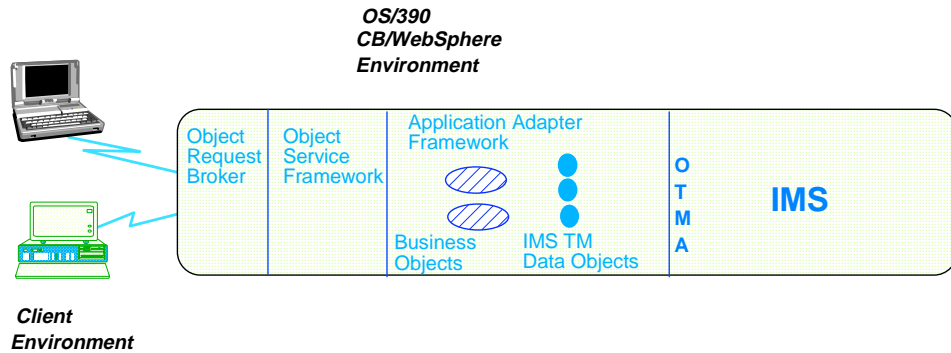 OS/390
CB/WebSphere
Environment
Object
Request
Broker
Object
Service
Framework
Application Adapter
Framework
Business
Objects
IMS TM
Data Objects
O
T
M
A
IMS
Client
Environment